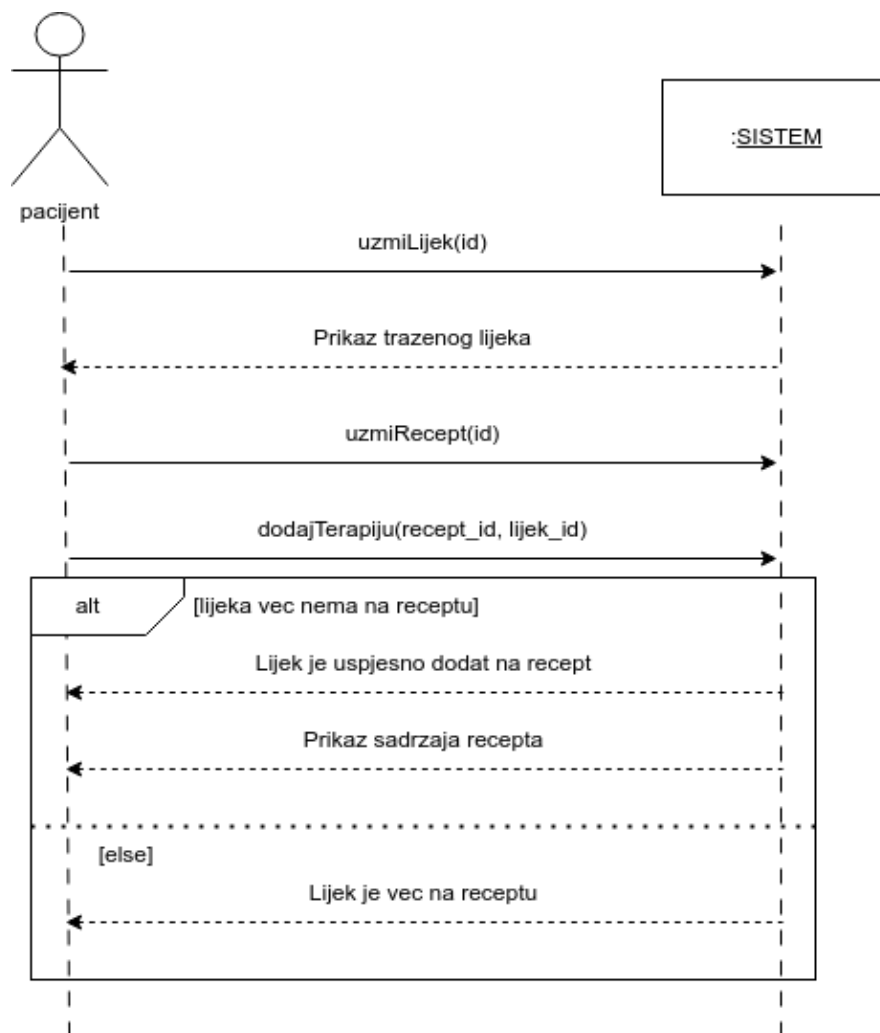 :SISTEM
pacijent
uzmiLijek(id)
Prikaz trazenog lijeka
uzmiRecept(id)
dodajTerapiju(recept_id, lijek_id)
alt
[lijeka vec nema na receptu]
Lijek je uspjesno dodat na recept
Prikaz sadrzaja recepta
[else]
Lijek je vec na receptu